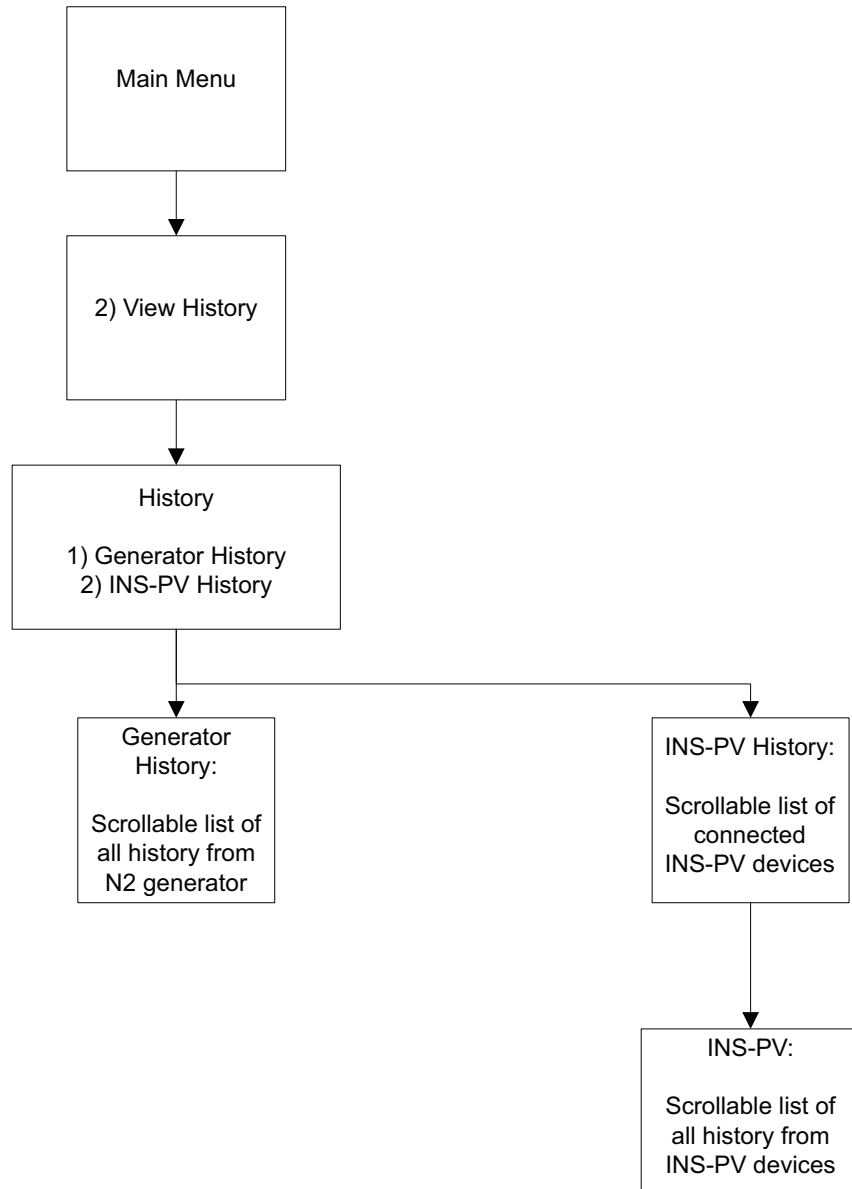 Main Menu
2) View History
History
1) Generator History
2) INS-PV History
Generator
History:
Scrollable list of
all history from
N2 generator
INS-PV History:
Scrollable list of
connected
INS-PV devices
INS-PV:
Scrollable list of
all history from
INS-PV devices